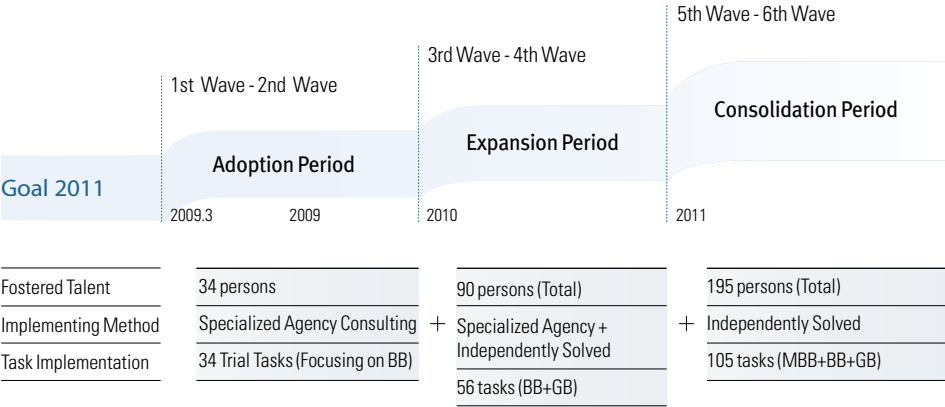 5th Wave - 6th Wave
3rd Wave - 4th Wave
1st Wave - 2nd Wave
Consolidation Period
Expansion Period
Adoption Period
Goal 2011
2009.3
2009
2010
2011
Fostered Talent
34 persons
90 persons (Total)
195 persons (Total)
Implementing Method
Specialized Agency Consulting
+
Specialized Agency +
Independently Solved
+
Independently Solved
Task Implementation
34 Trial Tasks (Focusing on BB)
56 tasks (BB+GB)
105 tasks (MBB+BB+GB)